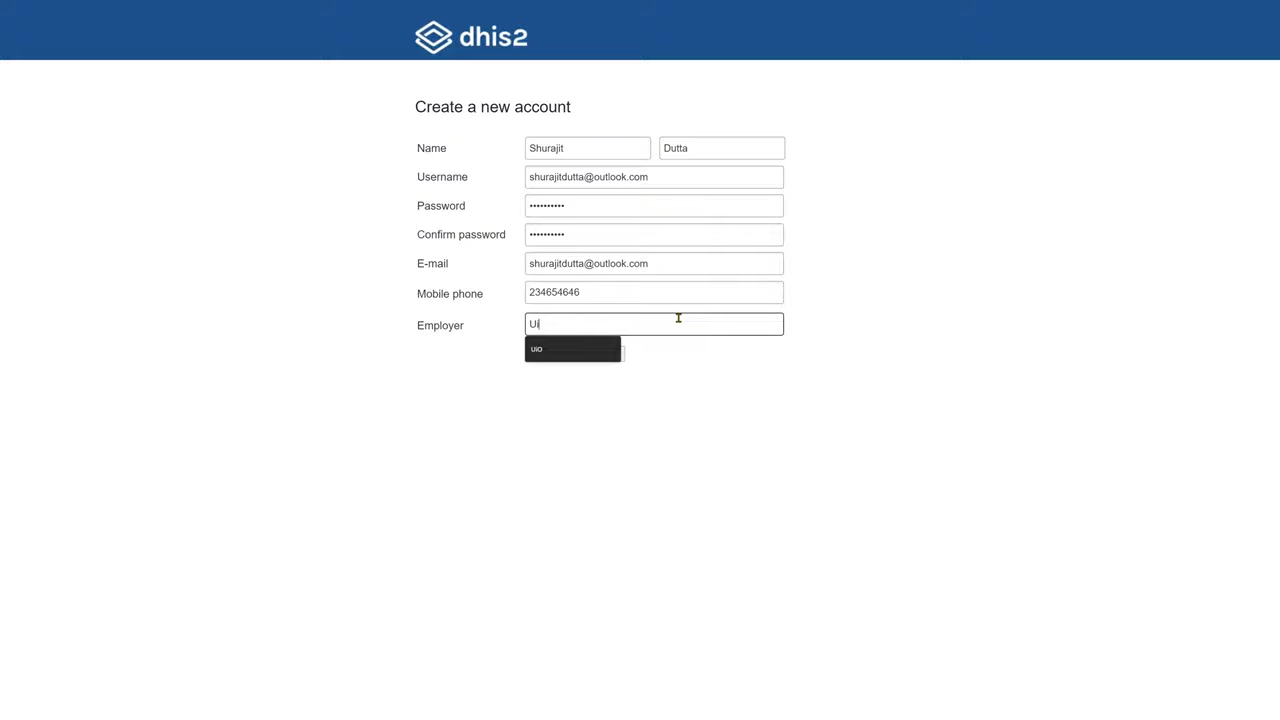 dhis2
Create a new account
Name Shurajit Dutta
Username shurajitdutta@outlook.com
Password ••••••••••
Confirm password ••••••••••
E-mail shurajitdutta@outlook.com
Mobile phone 234654646
Employer Ui
uio